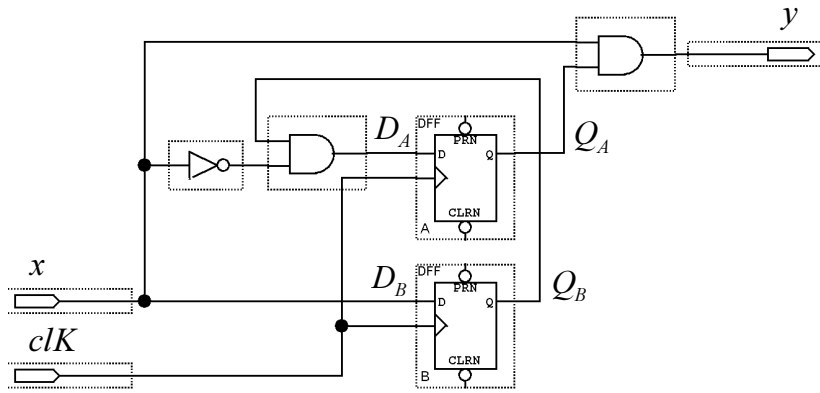 y
DFF
PRN
D_A
D
Q
Q_A
CLRN
A
x
DFF
PRN
D_B
D
Q
Q_B
clK
CLRN
B